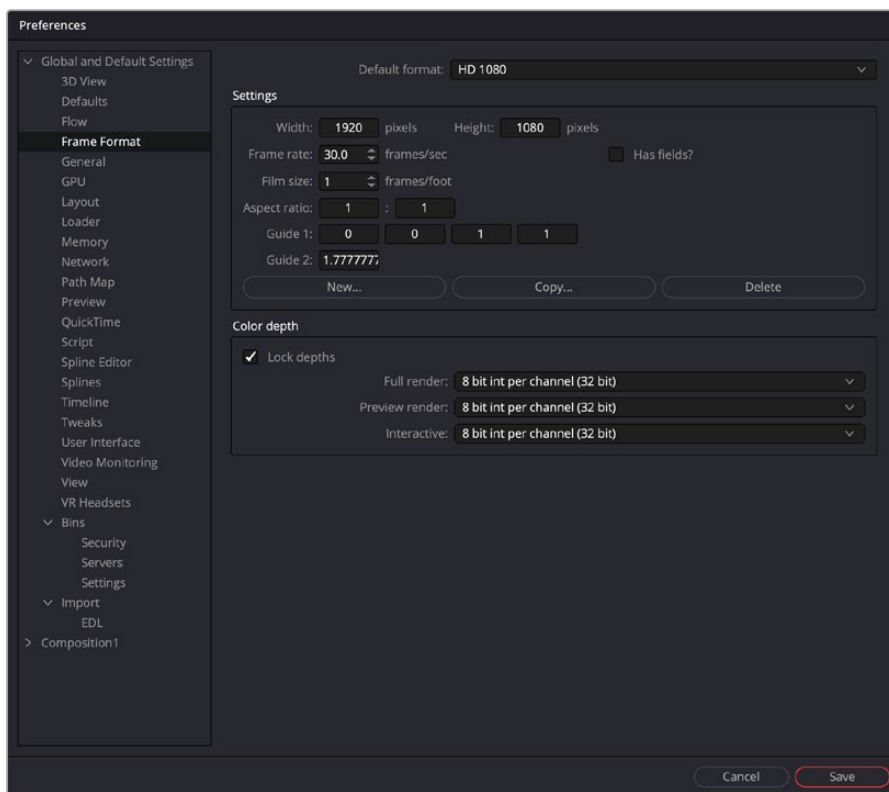 Preferences
Global and Default Settings
3D View
Defaults
Flow
Frame Format
General
GPU
Layout
Loader
Memory
Network
Path Map
Preview
QuickTime
Script
Spline Editor
Splines
Timeline
Tweaks
User Interface
Video Monitoring
View
VR Headsets
Bins
Security
Servers
Settings
Import
EDL
Composition1
Default format: HD 1080
Settings
Width: 1920 pixels Height: 1080 pixels
Frame rate: 30.0 frames/sec Has fields?
Film size: 1 frames/foot
Aspect ratio: 1 : 1
Guide 1: 0 0 1 1
Guide 2: 1.7777777
New... Copy... Delete
Color depth
Lock depths
Full render: 8 bit int per channel (32 bit)
Preview render: 8 bit int per channel (32 bit)
Interactive: 8 bit int per channel (32 bit)
Cancel Save